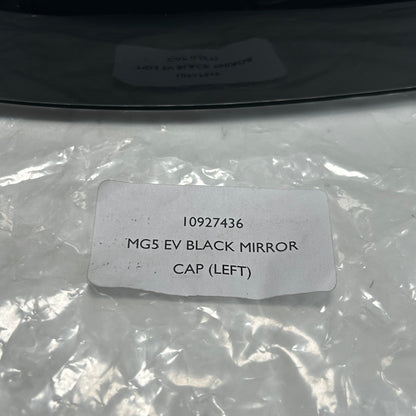 10927436
MG5 EV BLACK MIRROR
CAP (LEFT)